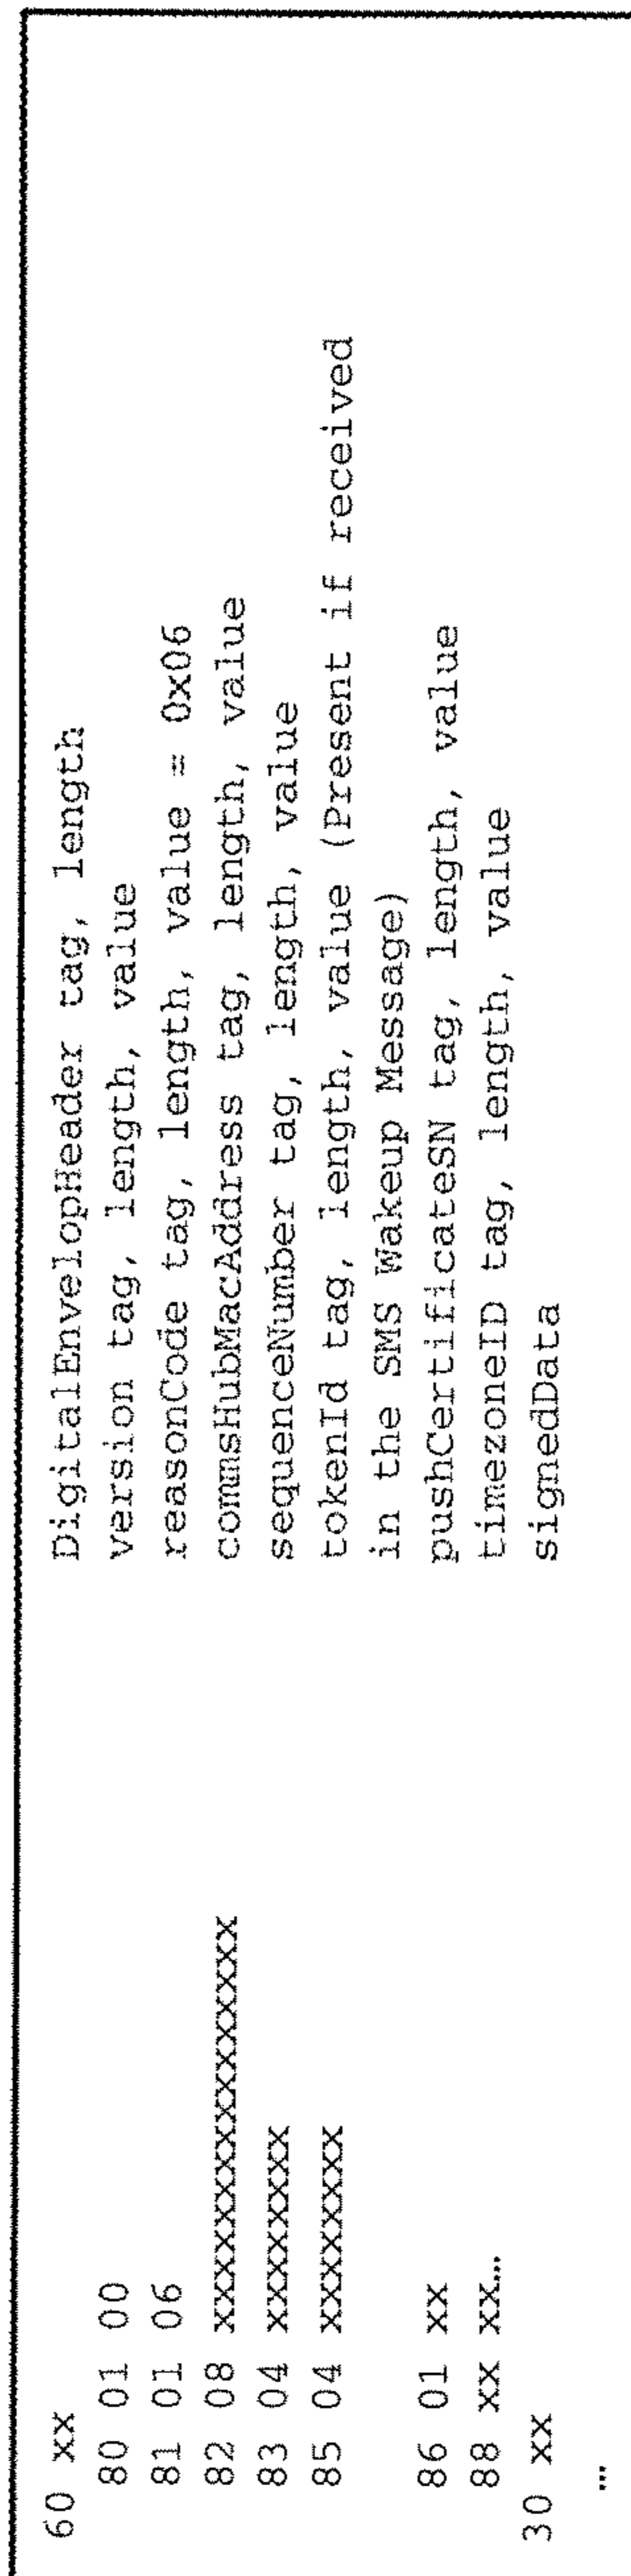 60 xx DigitalEnvelopHeader tag, length
80 01 00 version tag, length, value
81 01 06 reasonCode tag, length, value = 0x06
82 08 xxxxxxxxxxxxxxxx commsHubMacAddress tag, length, value
83 04 xxxxxxxx sequenceNumber tag, length, value
85 04 xxxxxxxx tokenId tag, length, value (Present if received
in the SMS Wakeup Message)
86 01 xx pushCertificateSN tag, length, value
88 xx xx… timezoneID tag, length, value
30 xx signedData
…